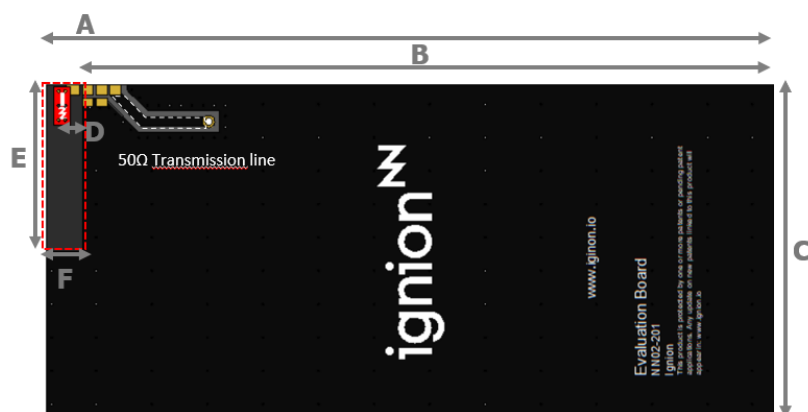 A
B
E
D
50Ω Transmission line
F
C
ignion
www.iginon.io
Evaluation Board
NN02-201
Ignion
This product is protected by one or more patents or pending patent
applications. Any update on new patents linked to this product will
appear in: www.ignion.io